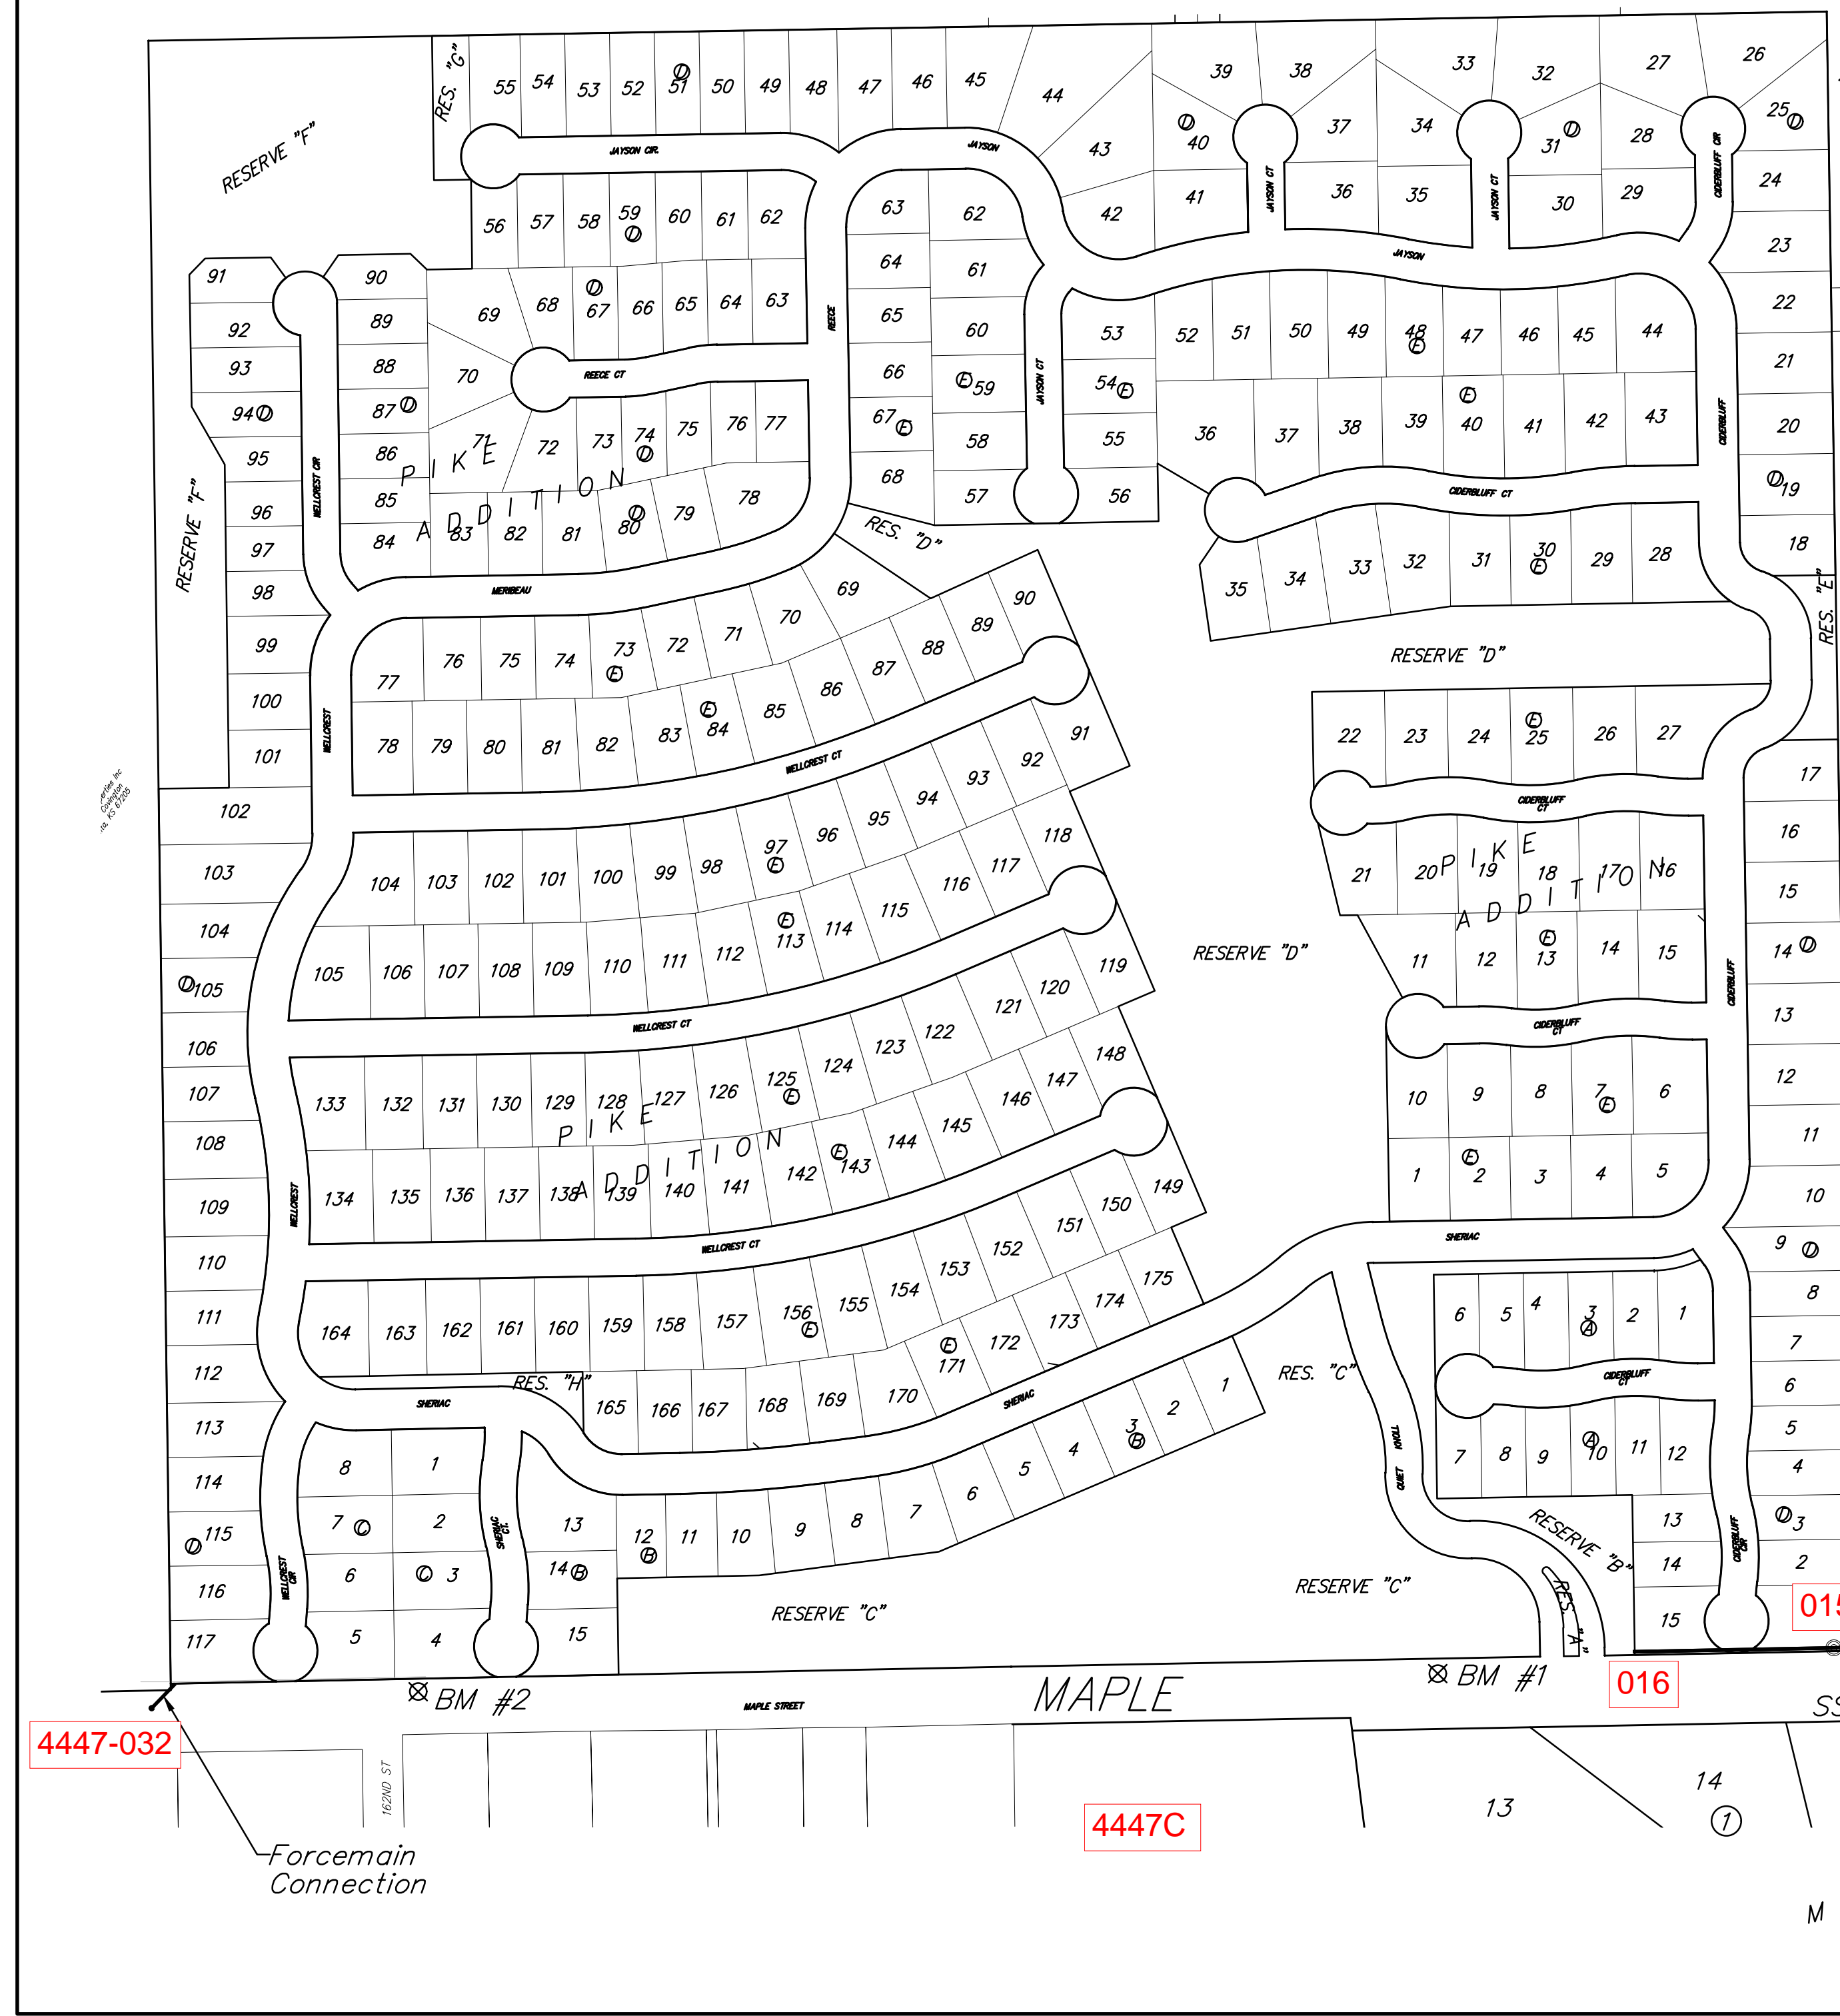 RES. "G"
55 54 53 52 51 50 49 48 47 46 45 44
D
39 38 33 32 27 26
RESERVE "F"
JAYSON CIR.
JAYSON
43 40 37 34 31 28 25
D D D
JAYSON CT
JAYSON CT
CIDERBLUFF CIR
56 57 58 59 60 61 62
D
63 62 42 41 36 35 30 29 24
JAYSON
23
91 90
64 61
69 68 67 66 65 64 63
D
REECE
92 89
65 60 53 52 51 50 49 48 47 46 45 44 22
E
93 88 70
REECE CT
66 59 54
E E
JAYSON CT
21
94 87
D D
67
E
36 37 38 39 40 41 42 43
E
CIDERBLUFF
20
95 86 71 72 73 74 75 76 77
D
58 55
PIKE
ADDITION
WELLCREST CIR
RESERVE "F"
96 85
68 57 56
CIDERBLUFF CT
19
D
97 84 83 82 81 80 79 78
D
RES. "D"
35 34 33 32 31 30 29 28
E
18
RES. "E"
98
MERIBEAU
99
77 76 75 74 73 72 71 70 69
E
90 89 88 87 86 85 84 83 82 81 80 79 78
E
RESERVE "D"
100
WELLCREST
101
22 23 24 25 26 27
E
17
WELLCREST CT
102
91 92 93 94 95 96 97 98 99 100 101 102 103 104
E
CIDERBLUFF
CT
16
103
118 117 116 115 114 113 112 111 110 109 108 107 106 105
E
21 20 19 18 17 16
PIKE
ADDITION
15
104
RESERVE "D"
11 12 13 14 15
E
14
D
105
D
CIDERBLUFF
WELLCREST CT
CIDERBLUFF
CT
13
106
119 120 121 122 123 124 125 126 127 128 129 130 131 132 133
E
10 9 8 7 6
E
12
107
PIKE
ADDITION
108
148 147 146 145 144 143 142 141 140 139 138 137 136 135 134
E
1 2 3 4 5
E
11
109
WELLCREST
10
WELLCREST CT
SHERIAC
9
D
110
149 150 151 152 153 154 155 156 157 158 159 160 161 162 163 164
E
8
111
175 174 173 172 171 170 169 168 167 166 165
E
6 5 4 3 2 1
A
7
112
RES. "H"
RES. "C"
CIDERBLUFF
CT
6
SHERIAC
SHERIAC
113
8 1
1 2 3 4 5 6 7 8 9 10 11 12
B
B
QUIET KNOLL
7 8 9 10 11 12
A
5
114
4
7 2
C
SHERIAC
CT.
13
RESERVE "B"
13
3
D
115
D
6 3
C
14
B
14
2
116
WELLCREST
CIR
RESERVE "C"
RESERVE "C"
RES. "A"
CIDERBLUFF
CIR
117
5 4 15
15
015
BM #2
MAPLE STREET
MAPLE
BM #1
016
SS
4447-032
162ND ST
4447C
13
14
1
Forcemain
Connection
M